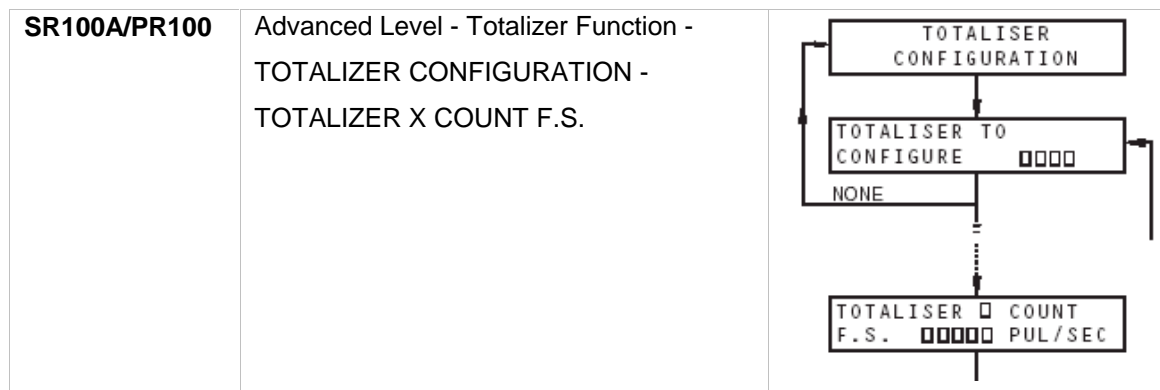 SR100A/PR100
Advanced Level - Totalizer Function -
TOTALIZER CONFIGURATION -
TOTALIZER X COUNT F.S.
TOTALISER
CONFIGURATION
TOTALISER TO
CONFIGURE □□□□
NONE
TOTALISER □ COUNT
F.S. □□□□□ PUL/SEC